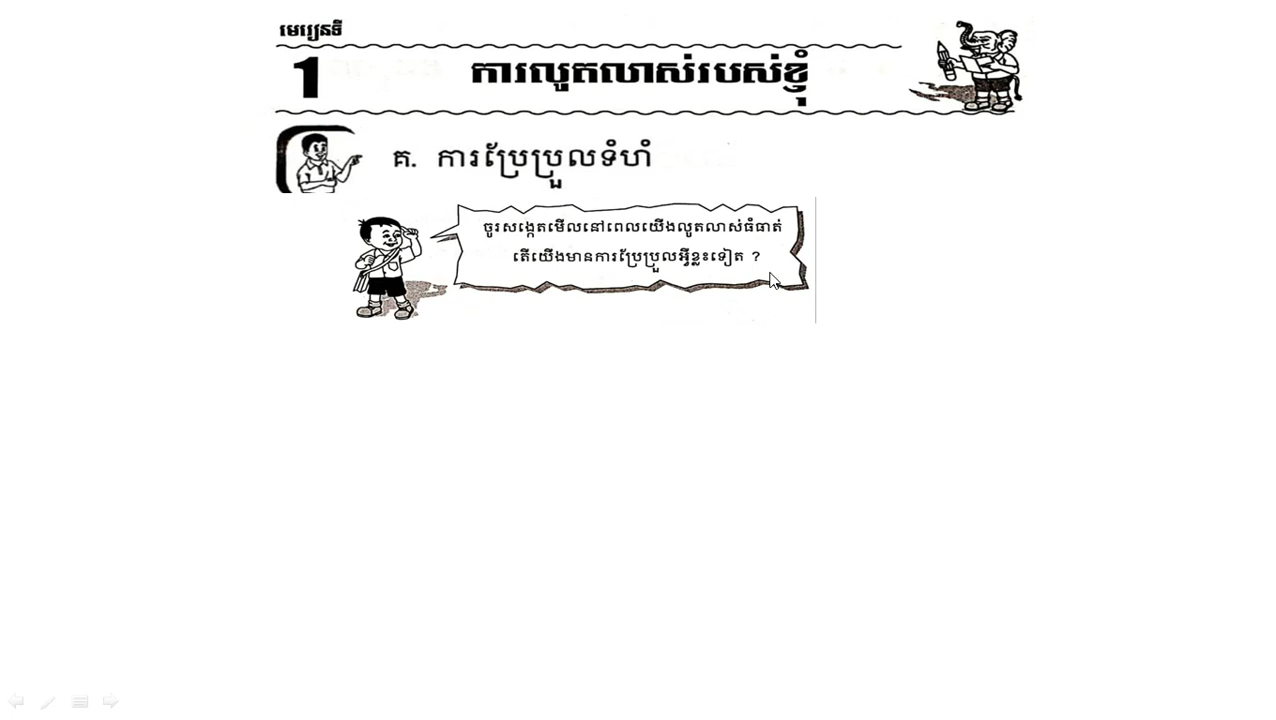 មេរៀនទី
1 ការលូតលាស់របស់ខ្ញុំ
គ. ការប្រែប្រួលទំហំ
ចូរសង្កេតមើលនៅពេលយើងលូតលាស់ធំធាត់
តើយើងមានការប្រែប្រួលអ្វីខ្លះទៀត ?